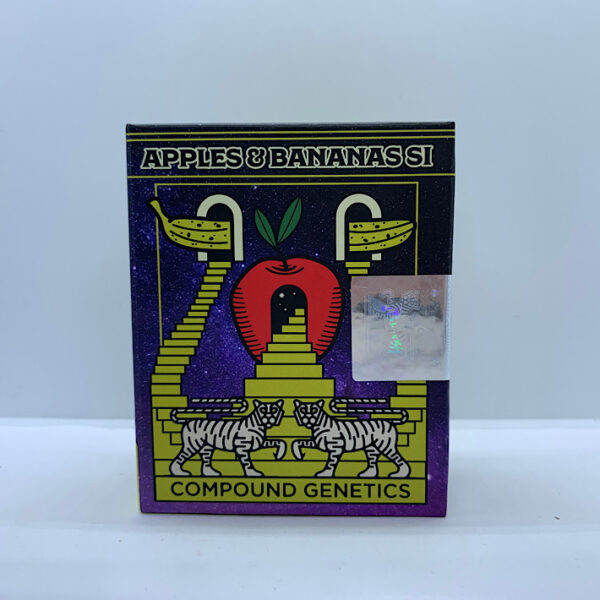 APPLES & BANANAS S1
COMPOUND GENETICS